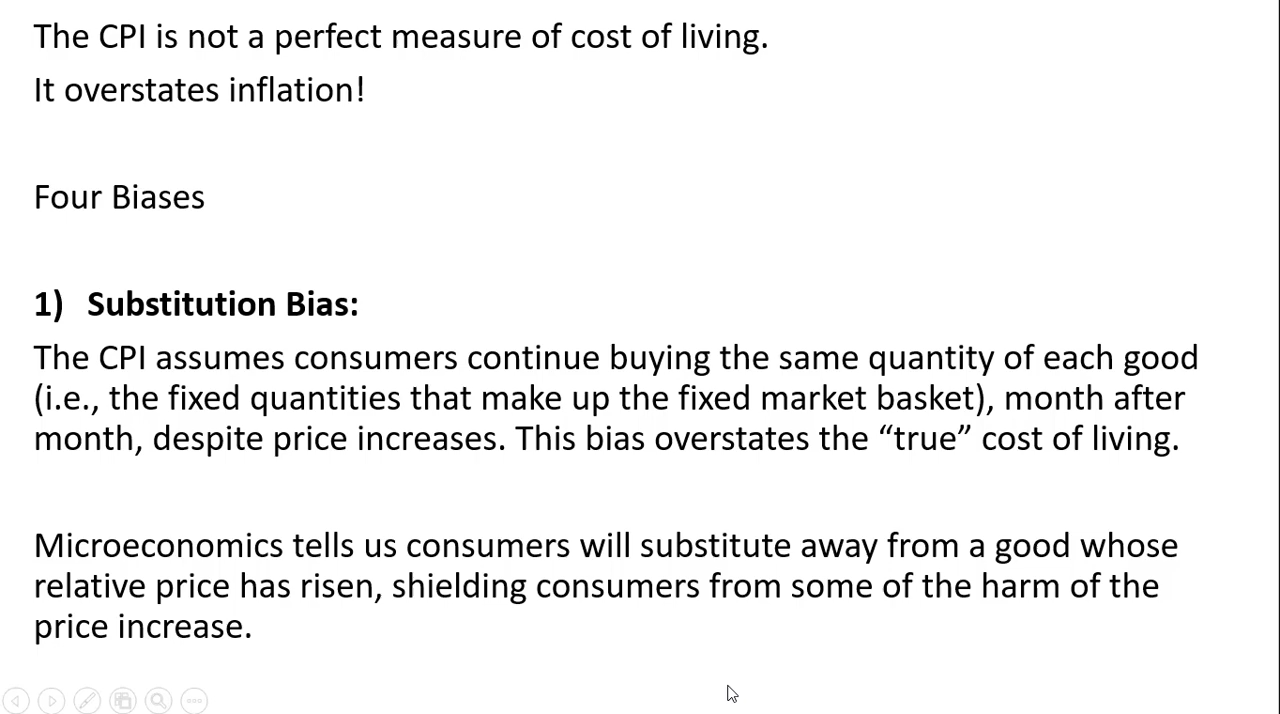 The CPI is not a perfect measure of cost of living.
It overstates inflation!
Four Biases
1) Substitution Bias:
The CPI assumes consumers continue buying the same quantity of each good
(i.e., the fixed quantities that make up the fixed market basket), month after
month, despite price increases. This bias overstates the “true” cost of living.
Microeconomics tells us consumers will substitute away from a good whose
relative price has risen, shielding consumers from some of the harm of the
price increase.